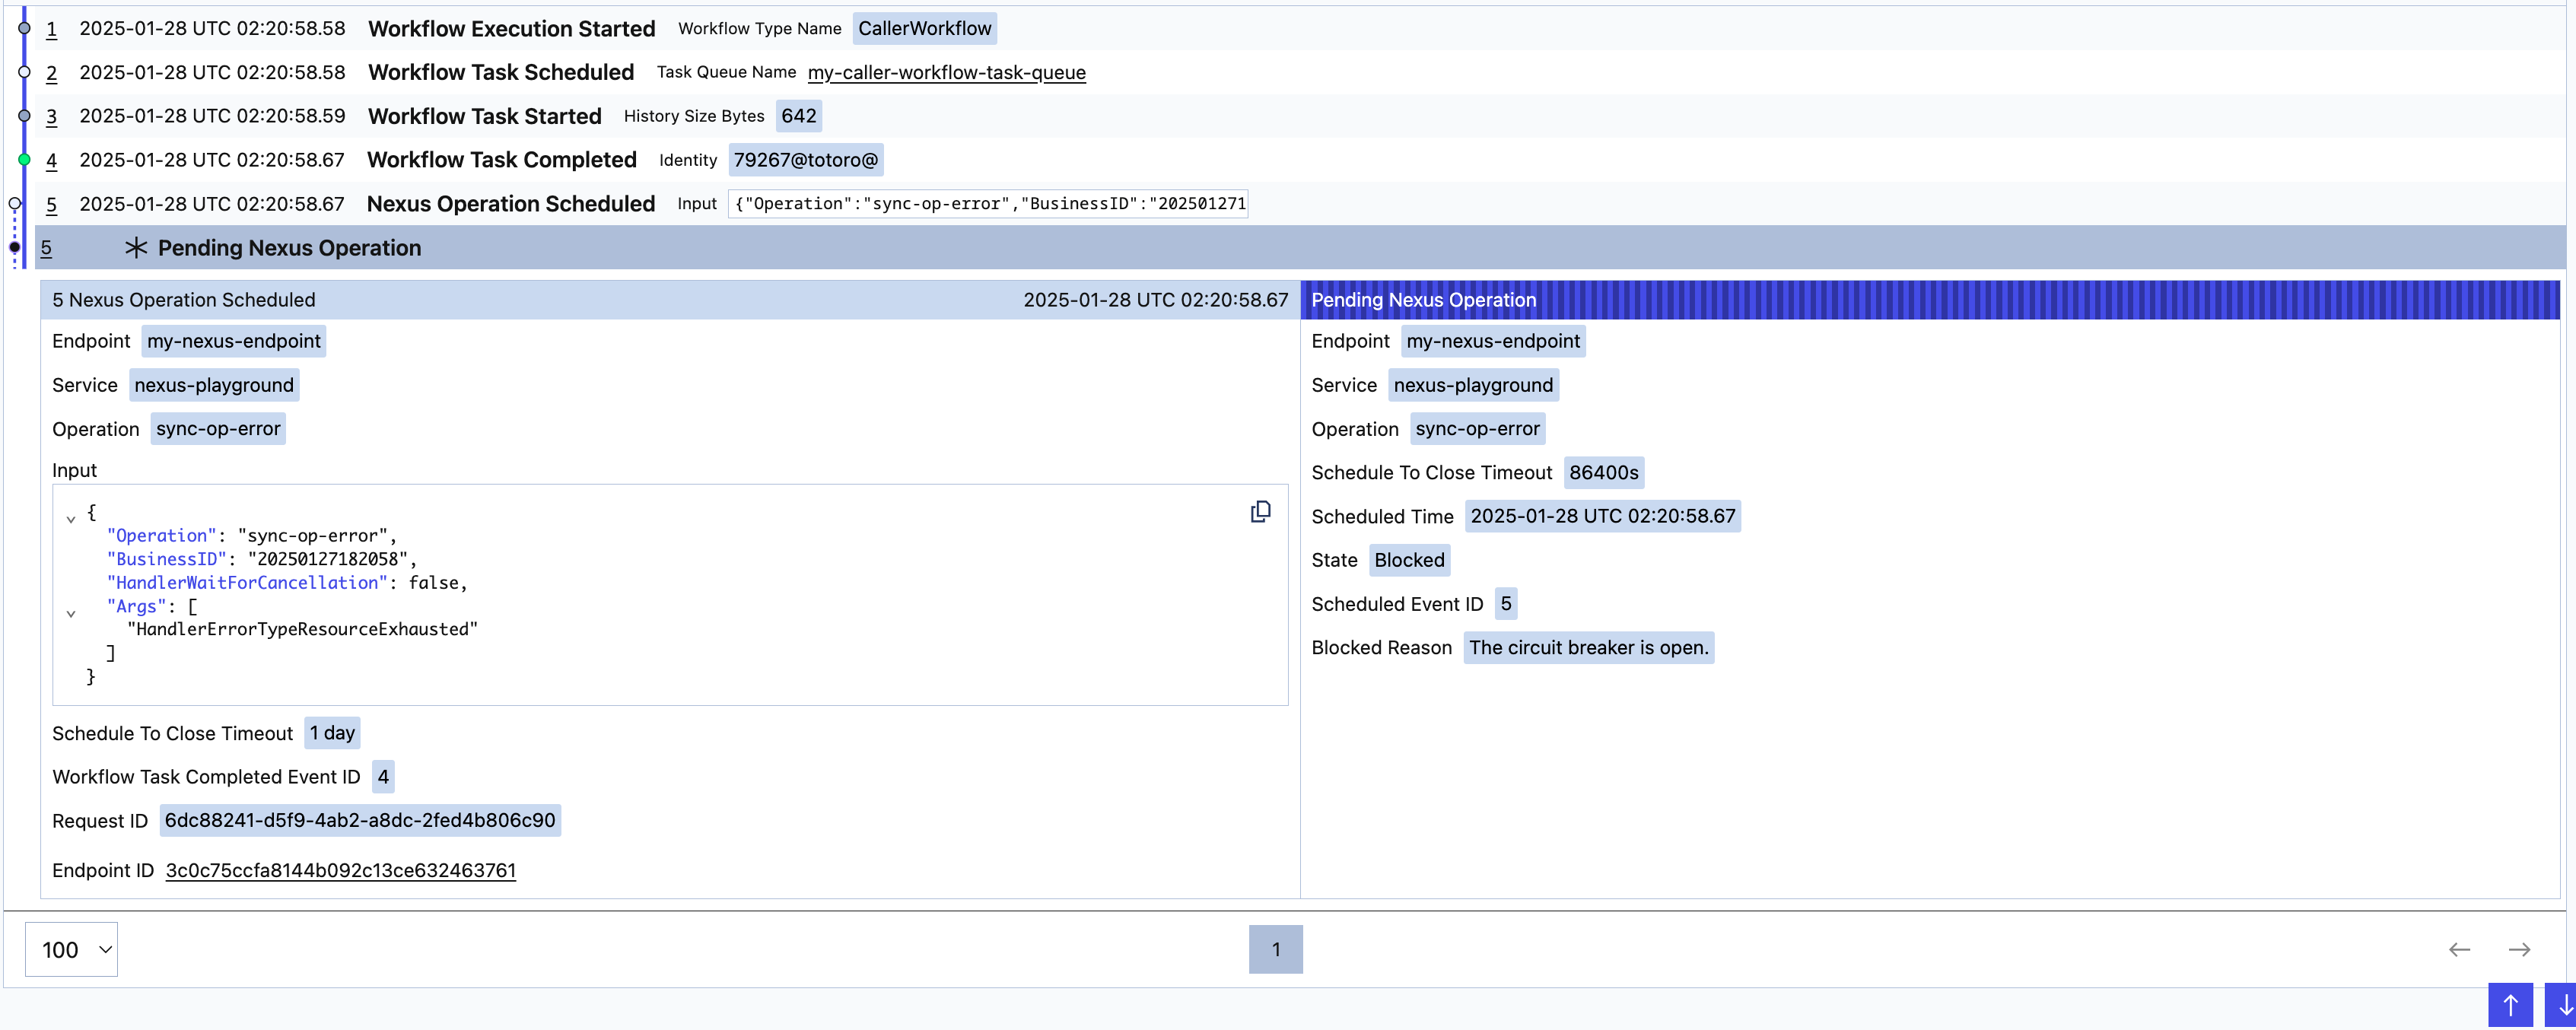 1 2025-01-28 UTC 02:20:58.58 Workflow Execution Started Workflow Type Name CallerWorkflow
2 2025-01-28 UTC 02:20:58.58 Workflow Task Scheduled Task Queue Name my-caller-workflow-task-queue
3 2025-01-28 UTC 02:20:58.59 Workflow Task Started History Size Bytes 642
4 2025-01-28 UTC 02:20:58.67 Workflow Task Completed Identity 79267@totoro@
5 2025-01-28 UTC 02:20:58.67 Nexus Operation Scheduled Input {"Operation":"sync-op-error","BusinessID":"202501271
5 Pending Nexus Operation
5 Nexus Operation Scheduled 2025-01-28 UTC 02:20:58.67
Endpoint my-nexus-endpoint
Service nexus-playground
Operation sync-op-error
Input
{
"Operation": "sync-op-error",
"BusinessID": "20250127182058",
"HandlerWaitForCancellation": false,
"Args": [
"HandlerErrorTypeResourceExhausted"
]
}
Schedule To Close Timeout 1 day
Workflow Task Completed Event ID 4
Request ID 6dc88241-d5f9-4ab2-a8dc-2fed4b806c90
Endpoint ID 3c0c75ccfa8144b092c13ce632463761
Pending Nexus Operation
Endpoint my-nexus-endpoint
Service nexus-playground
Operation sync-op-error
Schedule To Close Timeout 86400s
Scheduled Time 2025-01-28 UTC 02:20:58.67
State Blocked
Scheduled Event ID 5
Blocked Reason The circuit breaker is open.
100 1